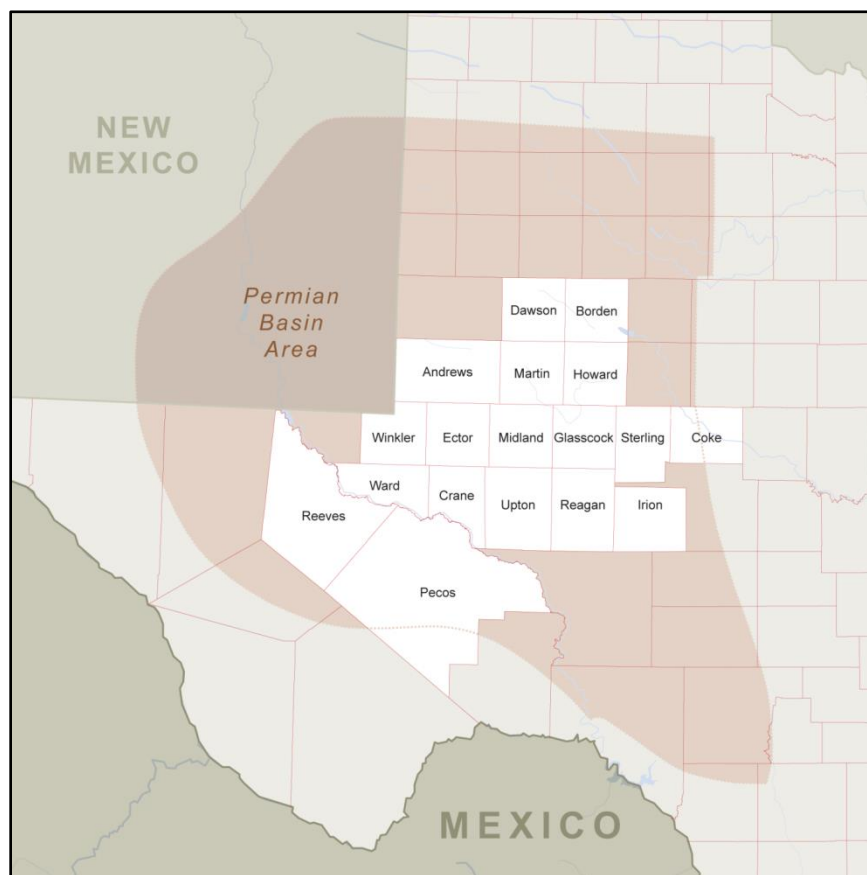 NEW
MEXICO
Permian
Basin
Area
Dawson
Borden
Andrews
Martin
Howard
Winkler
Ector
Midland
Glasscock
Sterling
Coke
Ward
Crane
Reeves
Upton
Reagan
Irion
Pecos
MEXICO